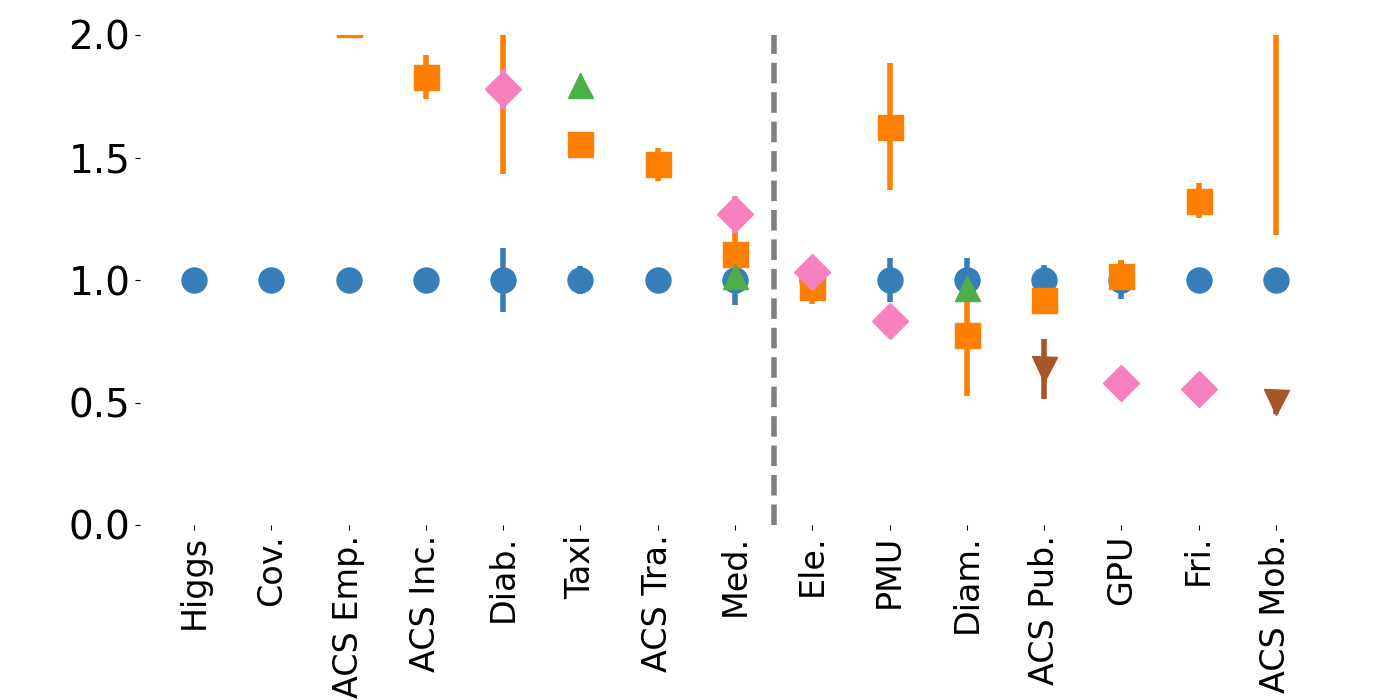 2.0
1.5
1.0
0.5
0.0
Higgs
Cov.
ACS Emp.
ACS Inc.
Diab.
Taxi
ACS Tra.
Med.
Ele.
PMU
Diam.
ACS Pub.
GPU
Fri.
ACS Mob.